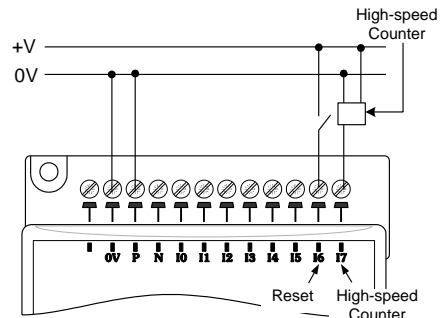 High-speed
Counter
+V
0V
0V P N I0 I1 I2 I3 I4 I5 I6 I7
Reset High-speed
Counter